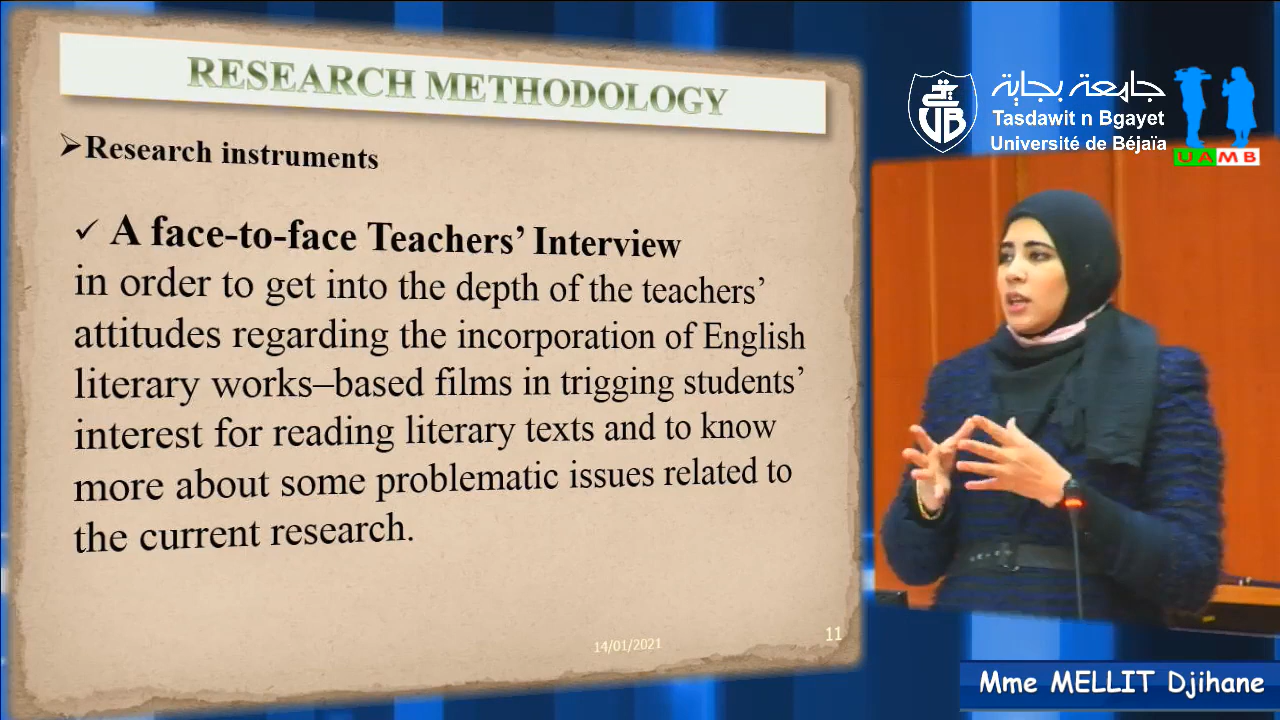 RESEARCH METHODOLOGY
➢Research instruments
✓ A face-to-face Teachers’ Interview
in order to get into the depth of the teachers’
attitudes regarding the incorporation of English
literary works–based films in trigging students’
interest for reading literary texts and to know
more about some problematic issues related to
the current research.
14/01/2021
11
UB
جامعة بجاية
Tasdawit n Bgayet
Université de Béjaïa
UAMB
Mme MELLIT Djihane